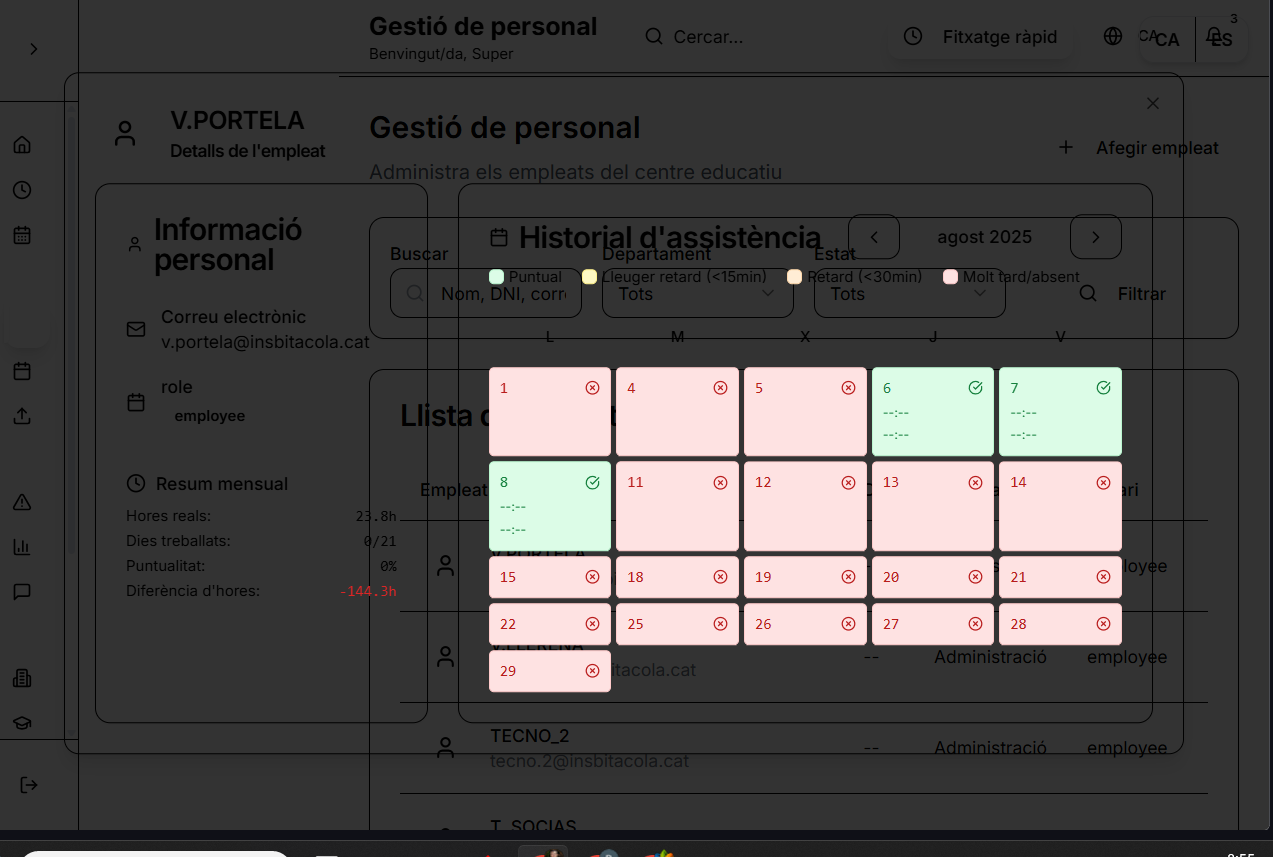 Gestió de personal
Benvingut/da, Super
Cercar...
Fitxatge ràpid
CA
CA
ES
3
V.PORTELA
Detalls de l'empleat
Gestió de personal
Administra els empleats del centre educatiu
Afegir empleat
Informació
personal
Correu electrònic
v.portela@insbitacola.cat
role
employee
Resum mensual
Hores reals: 23.8h
Dies treballats: 0/21
Puntualitat: 0%
Diferència d'hores: -144.3h
Historial d'assistència
agost 2025
Buscar
Departament
Estat
Puntual
Lleuger retard (<15min)
Retard (<30min)
Molt tard/absent
Nom, DNI, corr
Tots
Tots
Filtrar
L M X J V
1 4 5 6 7
--:-- --:--
--:-- --:--
Llista
Empleat
8 11 12 13 14
--:--
--:--
V.PORTELA
15 18 19 20 21
22 25 26 27 28
-- Administració employee
29
TECNO_2
tecno.2@insbitacola.cat
-- Administració employee
T. SOCIAS